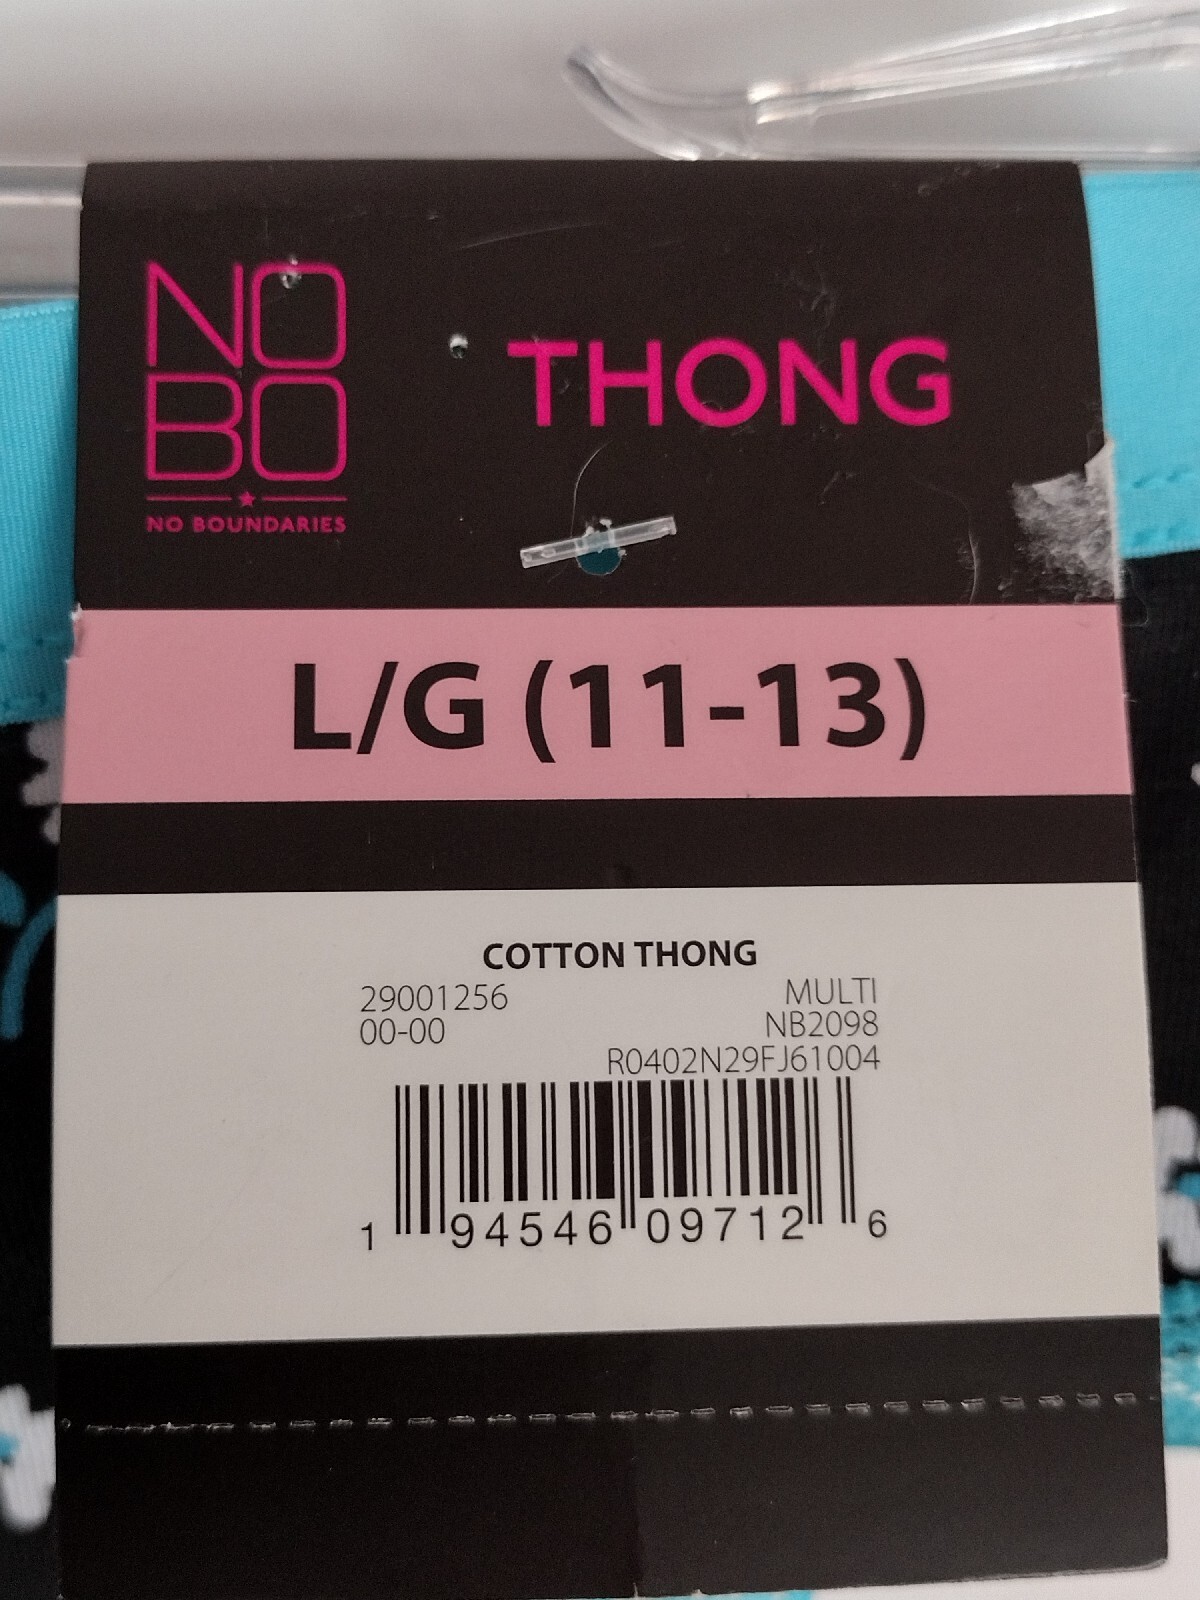 NO
BO
NO BOUNDARIES
THONG
L/G (11-13)
COTTON THONG
29001256 MULTI
00-00 NB2098
R0402N29FJ61004
1 94546 09712 6